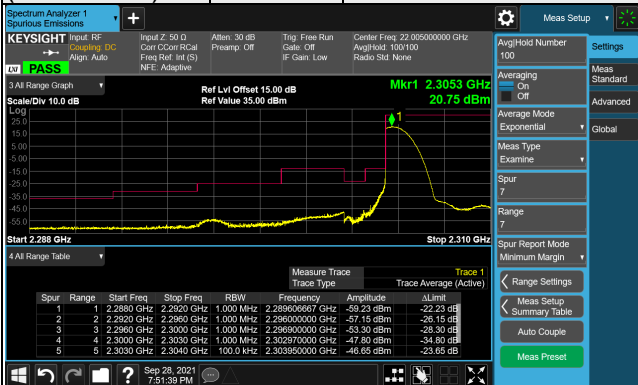 Spectrum Analyzer 1
Spurious Emissions
Meas Setup
KEYSIGHT
Input: RF
Coupling: DC
Align: Auto
Input Z: 50 Ω
Corr CCorr RCal
Freq Ref: Int (S)
NFE: Adaptive
Atten: 30 dB
Preamp: Off
Trig: Free Run
Gate: Off
IF Gain: Low
Center Freq: 22.005000000 GHz
Avg|Hold: 100/100
Radio Std: None
LXI PASS
3 All Range Graph
Scale/Div 10.0 dB
Ref Lvl Offset 15.00 dB
Ref Value 35.00 dBm
Mkr1 2.3053 GHz
20.75 dBm
Log
25.0
15.0
5.00
-5.00
-15.0
-25.0
-35.0
-45.0
-55.0
1
Start 2.288 GHz
Stop 2.310 GHz
4 All Range Table
Measure Trace Trace 1
Trace Type Trace Average (Active)
Spur Range Start Freq Stop Freq RBW Frequency Amplitude ΔLimit
1 1 2.2880 GHz 2.2920 GHz 1.000 MHz 2.289606667 GHz -59.23 dBm -22.23 dB
2 2 2.2920 GHz 2.2960 GHz 1.000 MHz 2.296000000 GHz -57.15 dBm -26.15 dB
3 3 2.2960 GHz 2.3000 GHz 1.000 MHz 2.296900000 GHz -53.30 dBm -28.30 dB
4 4 2.3000 GHz 2.3030 GHz 1.000 MHz 2.302970000 GHz -47.80 dBm -34.80 dB
5 5 2.3030 GHz 2.3040 GHz 100.0 kHz 2.303950000 GHz -46.65 dBm -23.65 dB
Avg|Hold Number
100
Averaging
On
Off
Average Mode
Exponential
Meas Type
Examine
Spur
7
Range
7
Spur Report Mode
Minimum Margin
Range Settings
Meas Setup
Summary Table
Auto Couple
Meas Preset
Settings
Meas
Standard
Advanced
Global
Sep 28, 2021
7:51:39 PM